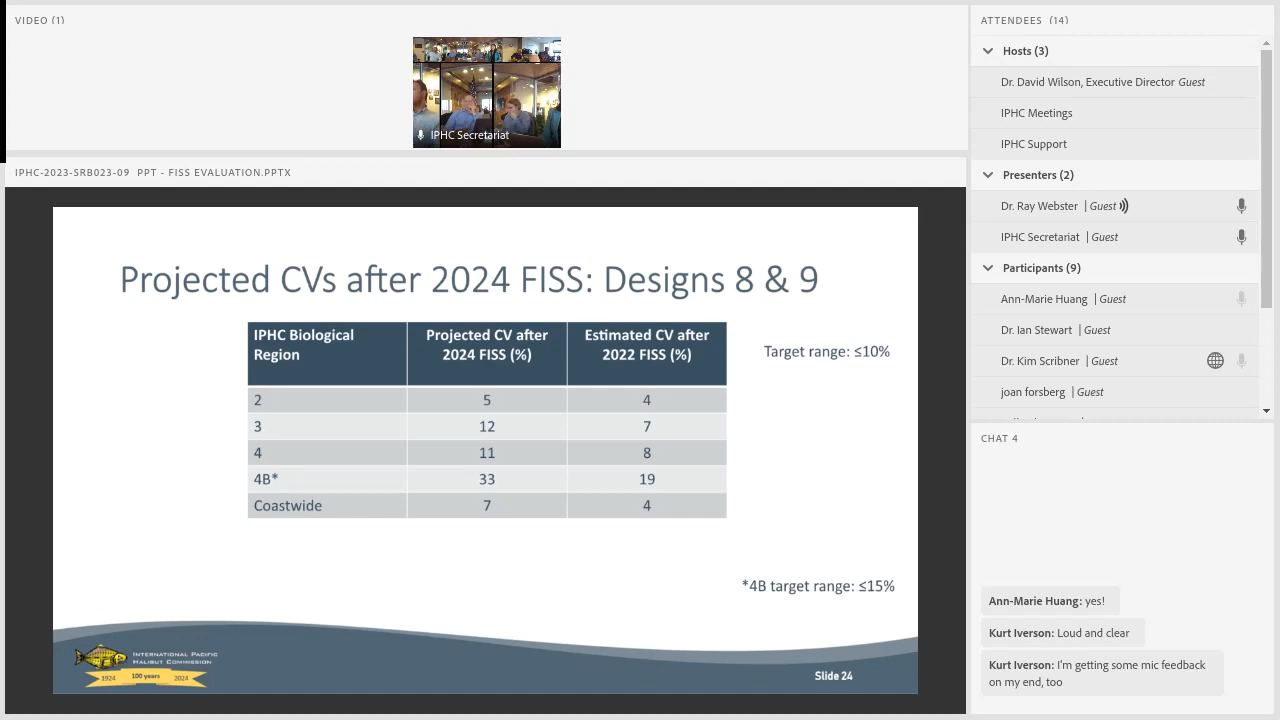 VIDEO (1)
IPHC Secretariat
IPHC-2023-SRB023-09 PPT - FISS EVALUATION.PPTX
Projected CVs after 2024 FISS: Designs 8 & 9
IPHC Biological Region
Projected CV after 2024 FISS (%)
Estimated CV after 2022 FISS (%)
2 5 4
3 12 7
4 11 8
4B* 33 19
Coastwide 7 4
Target range: ≤10%
*4B target range: ≤15%
INTERNATIONAL PACIFIC
HALIBUT COMMISSION
1924 100 years 2024
Slide 24
ATTENDEES (14)
Hosts (3)
Dr. David Wilson, Executive Director Guest
IPHC Meetings
IPHC Support
Presenters (2)
Dr. Ray Webster | Guest
IPHC Secretariat | Guest
Participants (9)
Ann-Marie Huang | Guest
Dr. Ian Stewart | Guest
Dr. Kim Scribner | Guest
joan forsberg | Guest
CHAT 4
Ann-Marie Huang: yes!
Kurt Iverson: Loud and clear
Kurt Iverson: I'm getting some mic feedback
on my end, too